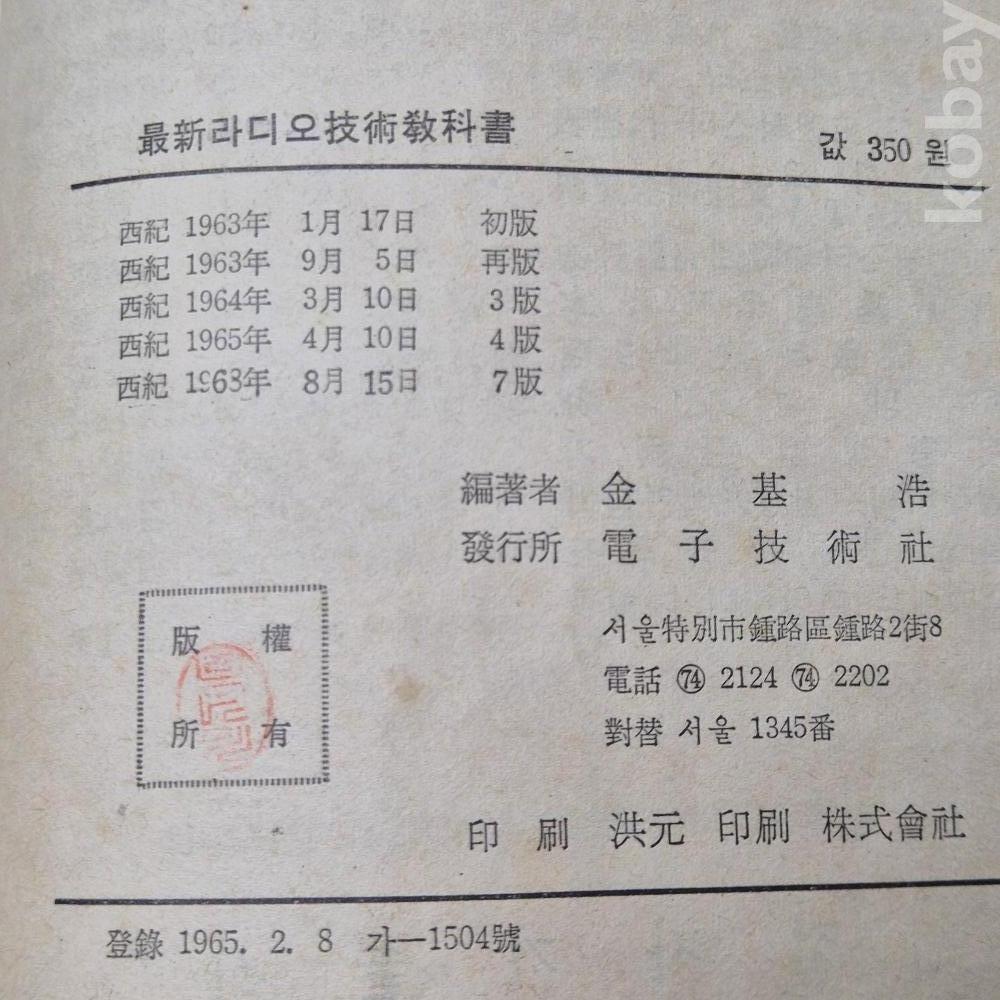 最新라디오技術敎科書 값 350 원
西紀 1963年 1月 17日 初版
西紀 1963年 9月 5日 再版
西紀 1964年 3月 10日 3版
西紀 1965年 4月 10日 4版
西紀 1963年 8月 15日 7版
編著者 金基浩
發行所 電子技術社
서울特別市鍾路區鍾路2街8
電話 ㉔ 2124 ㉔ 2202
對替 서울 1345番
版權
所有
印刷 洪元印刷 株式會社
登錄 1965. 2. 8 가—1504號
kobay